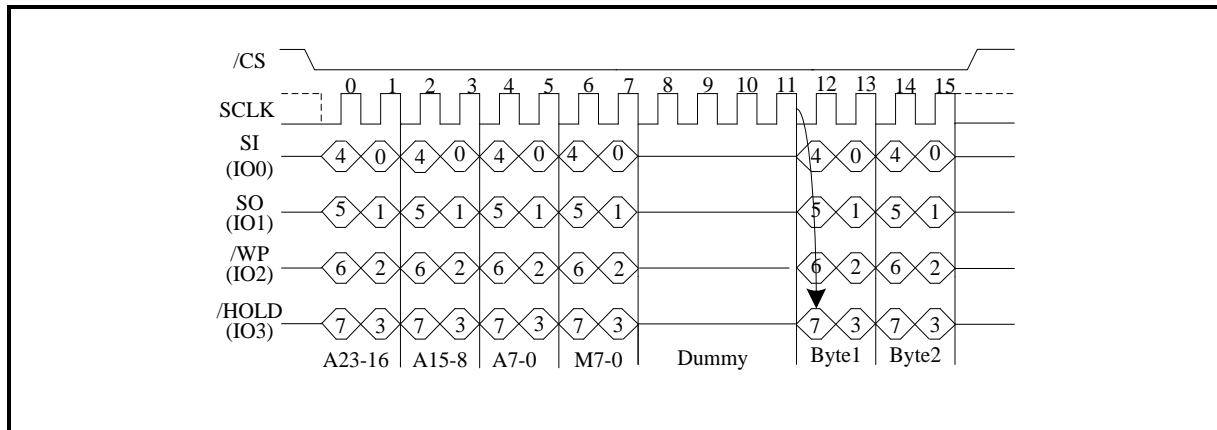 /CS
0 1 2 3 4 5 6 7 8 9 10 11 12 13 14 15
SCLK
SI
(IO0)
4 0 4 0 4 0 4 0 4 0 4 0
SO
(IO1)
5 1 5 1 5 1 5 1 5 1 5 1
/WP
(IO2)
6 2 6 2 6 2 6 2 6 2 6 2
/HOLD
(IO3)
7 3 7 3 7 3 7 3 7 3 7 3
A23-16 A15-8 A7-0 M7-0 Dummy Byte1 Byte2